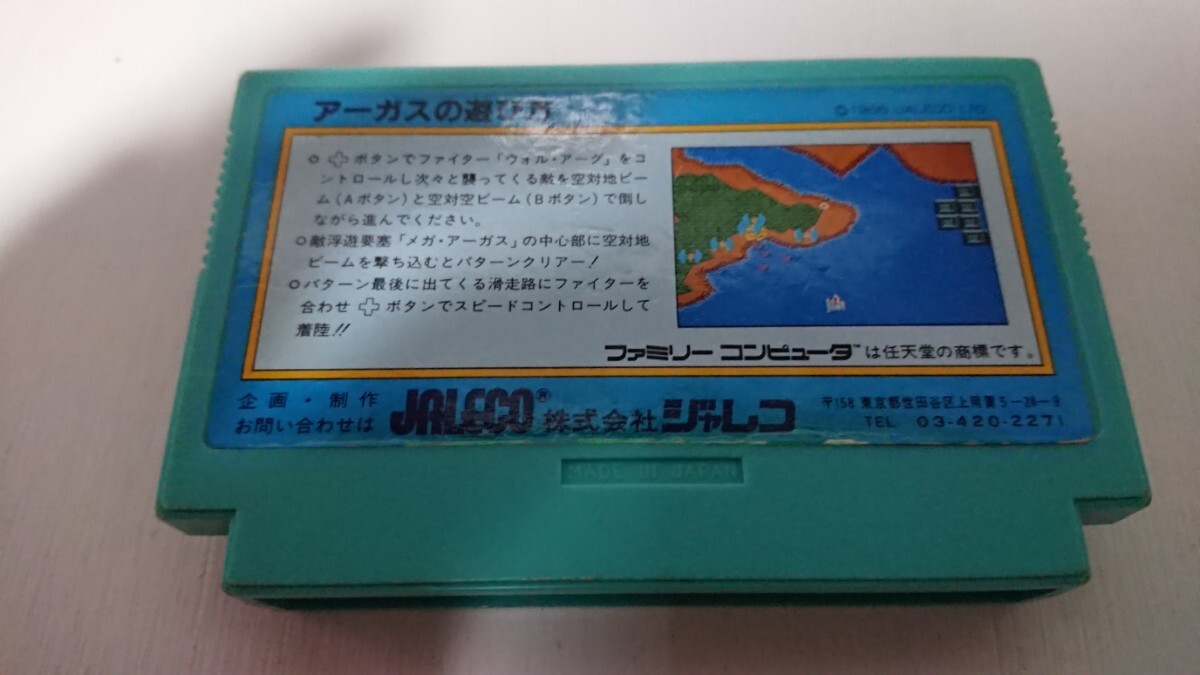 アーガスの遊び方
© 1986 JALECO LTD
○ ✚ボタンでファイター「ウォル・アーグ」をコ
ントロールし次々と襲ってくる敵を空対地ビー
ム(Aボタン)と空対空ビーム(Bボタン)で倒し
ながら進んでください。
○敵浮遊要塞「メガ・アーガス」の中心部に空対地
ビームを撃ち込むとパターンクリアー!
○パターン最後に出てくる滑走路にファイターを
合わせ ✚ ボタンでスピードコントロールして
着陸!!
ファミリー コンピュータ™は任天堂の商標です。
企画・制作
お問い合わせは
JALECO® 株式会社 ジャレコ
〒158 東京都世田谷区上用賀5-28-9
TEL 03-420-2271
MADE IN JAPAN